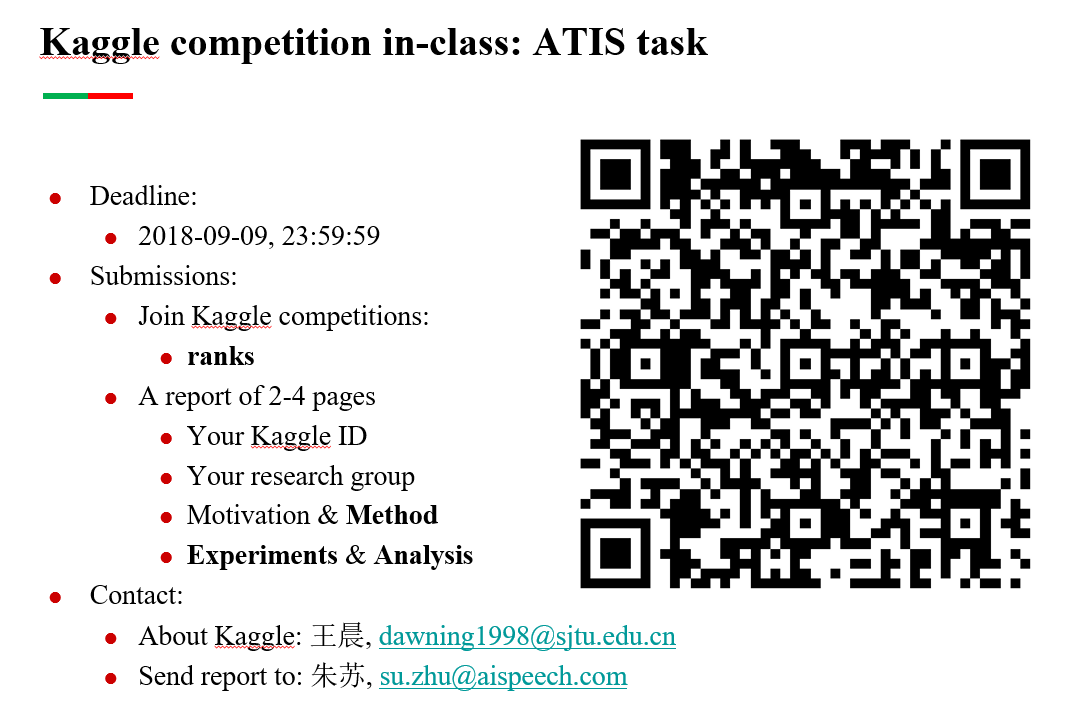 Kaggle competition in-class: ATIS task
Deadline:
2018-09-09, 23:59:59
Submissions:
Join Kaggle competitions:
ranks
A report of 2-4 pages
Your Kaggle ID
Your research group
Motivation & Method
Experiments & Analysis
Contact:
About Kaggle: 王晨, dawning1998@sjtu.edu.cn
Send report to: 朱苏, su.zhu@aispeech.com